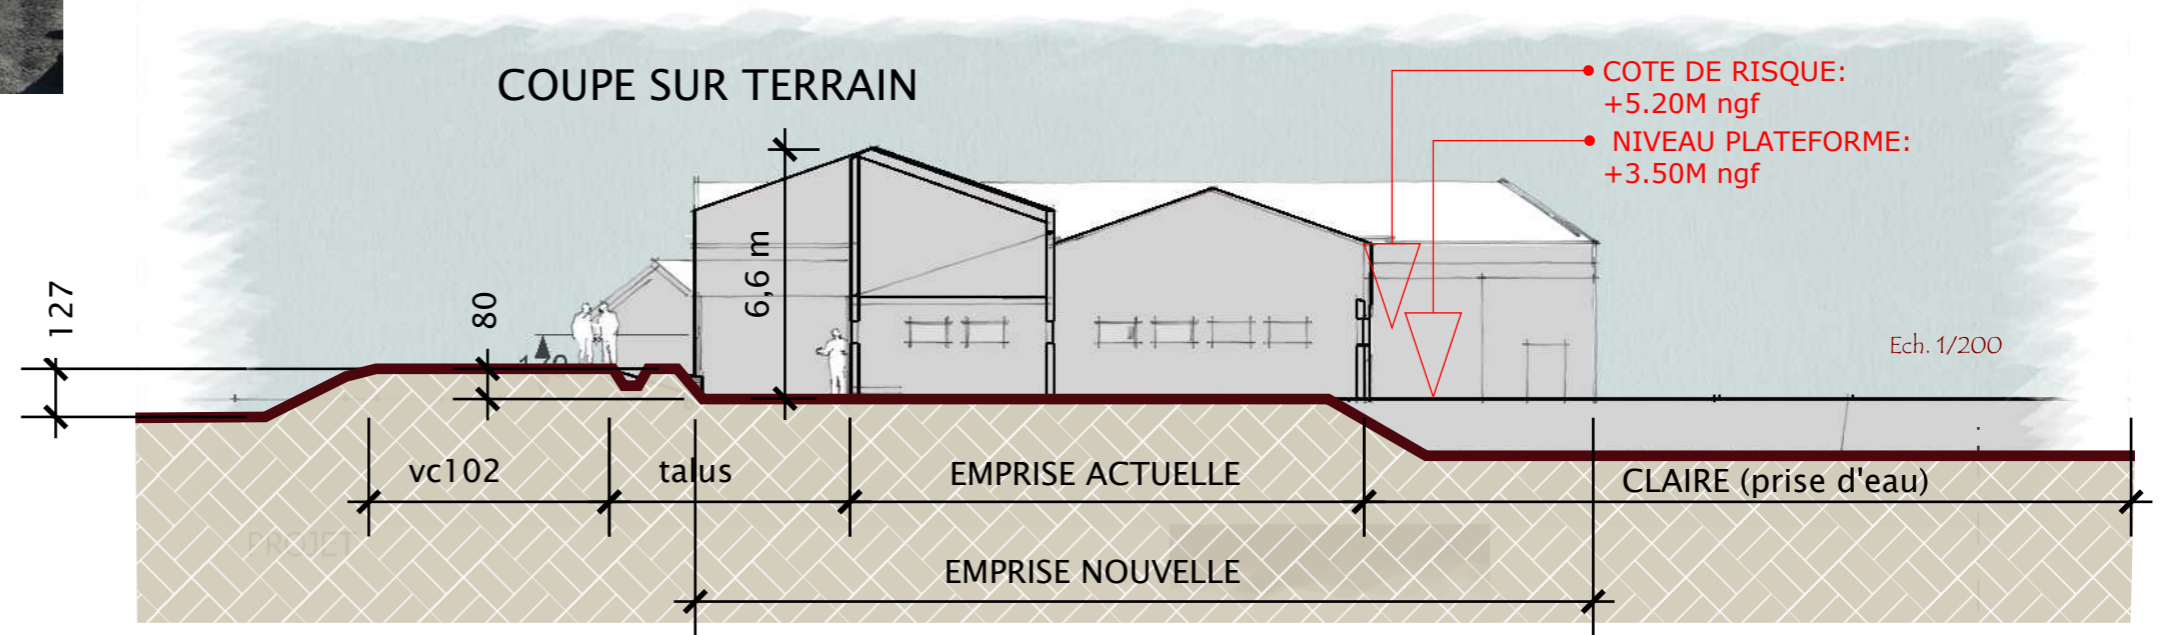 COUPE SUR TERRAIN
COTE DE RISQUE:
+5.20M ngf
NIVEAU PLATEFORME:
+3.50M ngf
127
80
6,6 m
Ech. 1/200
vc102
talus
EMPRISE ACTUELLE
CLAIRE (prise d'eau)
PROJET
EMPRISE NOUVELLE